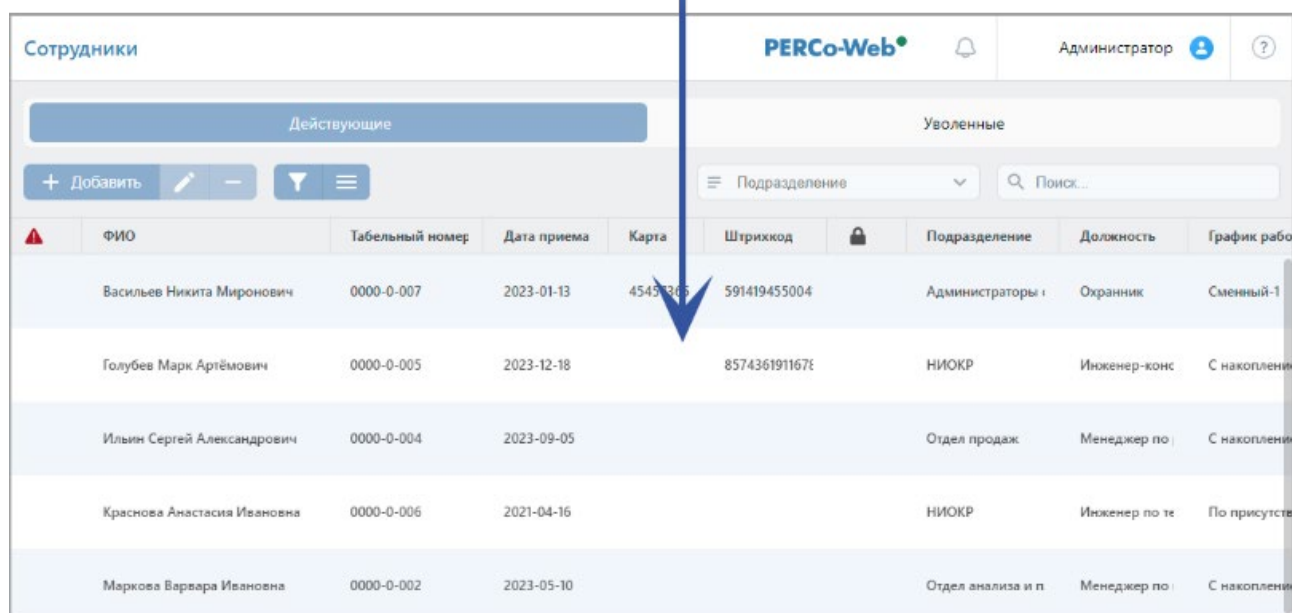 Сотрудники PERCo-Web Администратор ?
Действующие Уволенные
+ Добавить Подразделение Поиск...
ФИО Табельный номер Дата приема Карта Штрихкод Подразделение Должность График рабо
Васильев Никита Миронович 0000-0-007 2023-01-13 591419455004 Администраторы Охранник Сменный-1
Голубев Марк Артёмович 0000-0-005 2023-12-18 8574361911678 НИОКР Инженер-конс С накоплени
Ильин Сергей Александрович 0000-0-004 2023-09-05 Отдел продаж Менеджер по С накоплени
Краснова Анастасия Ивановна 0000-0-006 2021-04-16 НИОКР Инженер по те По присутств
Маркова Варвара Ивановна 0000-0-002 2023-05-10 Отдел анализа и п Менеджер по С накоплени